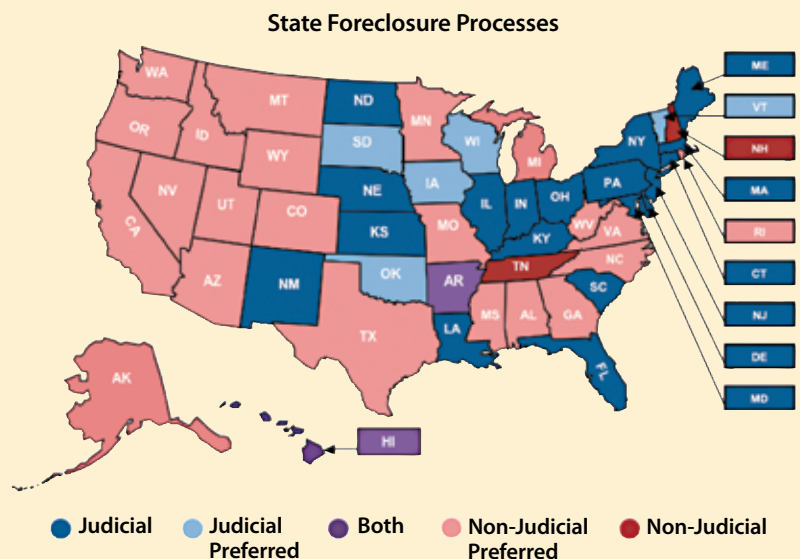 State Foreclosure Processes
WA
MT
ND
MN
OR
ID
SD
WI
MI
NY
ME
VT
NH
MA
RI
CT
NJ
DE
MD
WY
IA
NE
NV
UT
CO
IL
IN
OH
PA
CA
KS
MO
KY
WV
VA
AZ
NM
OK
AR
TN
NC
SC
TX
LA
MS
AL
GA
FL
AK
HI
Judicial
Judicial
Preferred
Both
Non-Judicial
Preferred
Non-Judicial